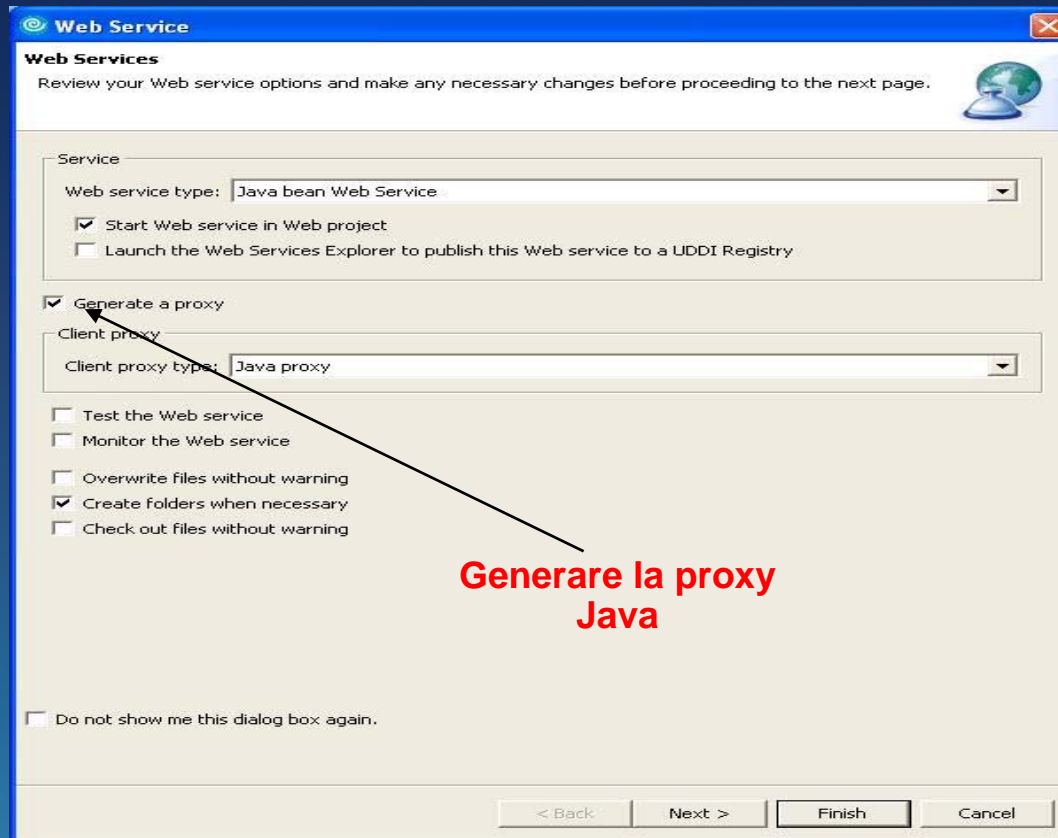 Web Service
Web Services
Review your Web service options and make any necessary changes before proceeding to the next page.
Service
Web service type: Java bean Web Service
Start Web service in Web project
Launch the Web Services Explorer to publish this Web service to a UDDI Registry
Generate a proxy
Client proxy
Client proxy type: Java proxy
Test the Web service
Monitor the Web service
Overwrite files without warning
Create folders when necessary
Check out files without warning
Generare la proxy
Java
Do not show me this dialog box again.
< Back Next > Finish Cancel